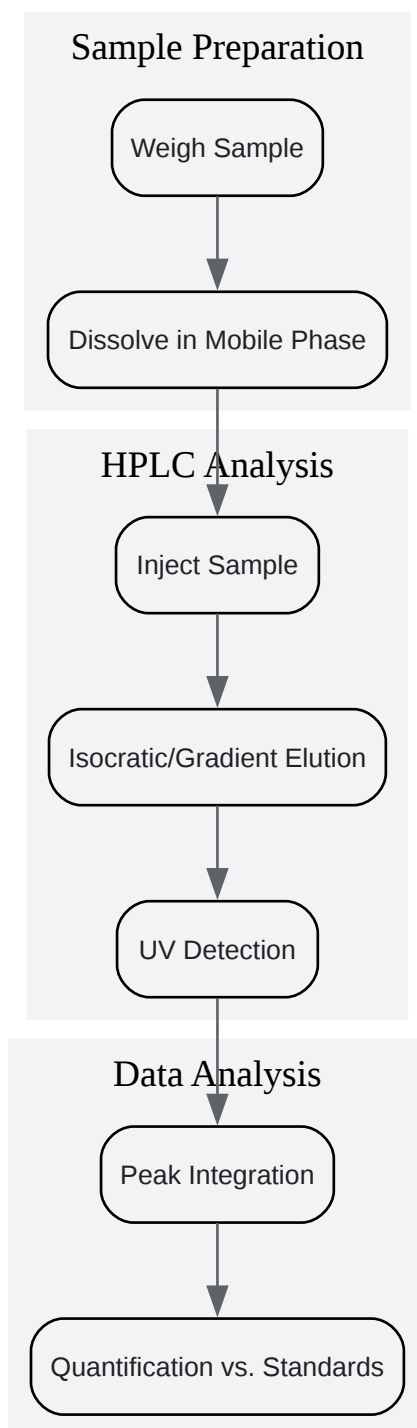 Sample Preparation
Weigh Sample
Dissolve in Mobile Phase
HPLC Analysis
Inject Sample
Isocratic/Gradient Elution
UV Detection
Data Analysis
Peak Integration
Quantification vs. Standards